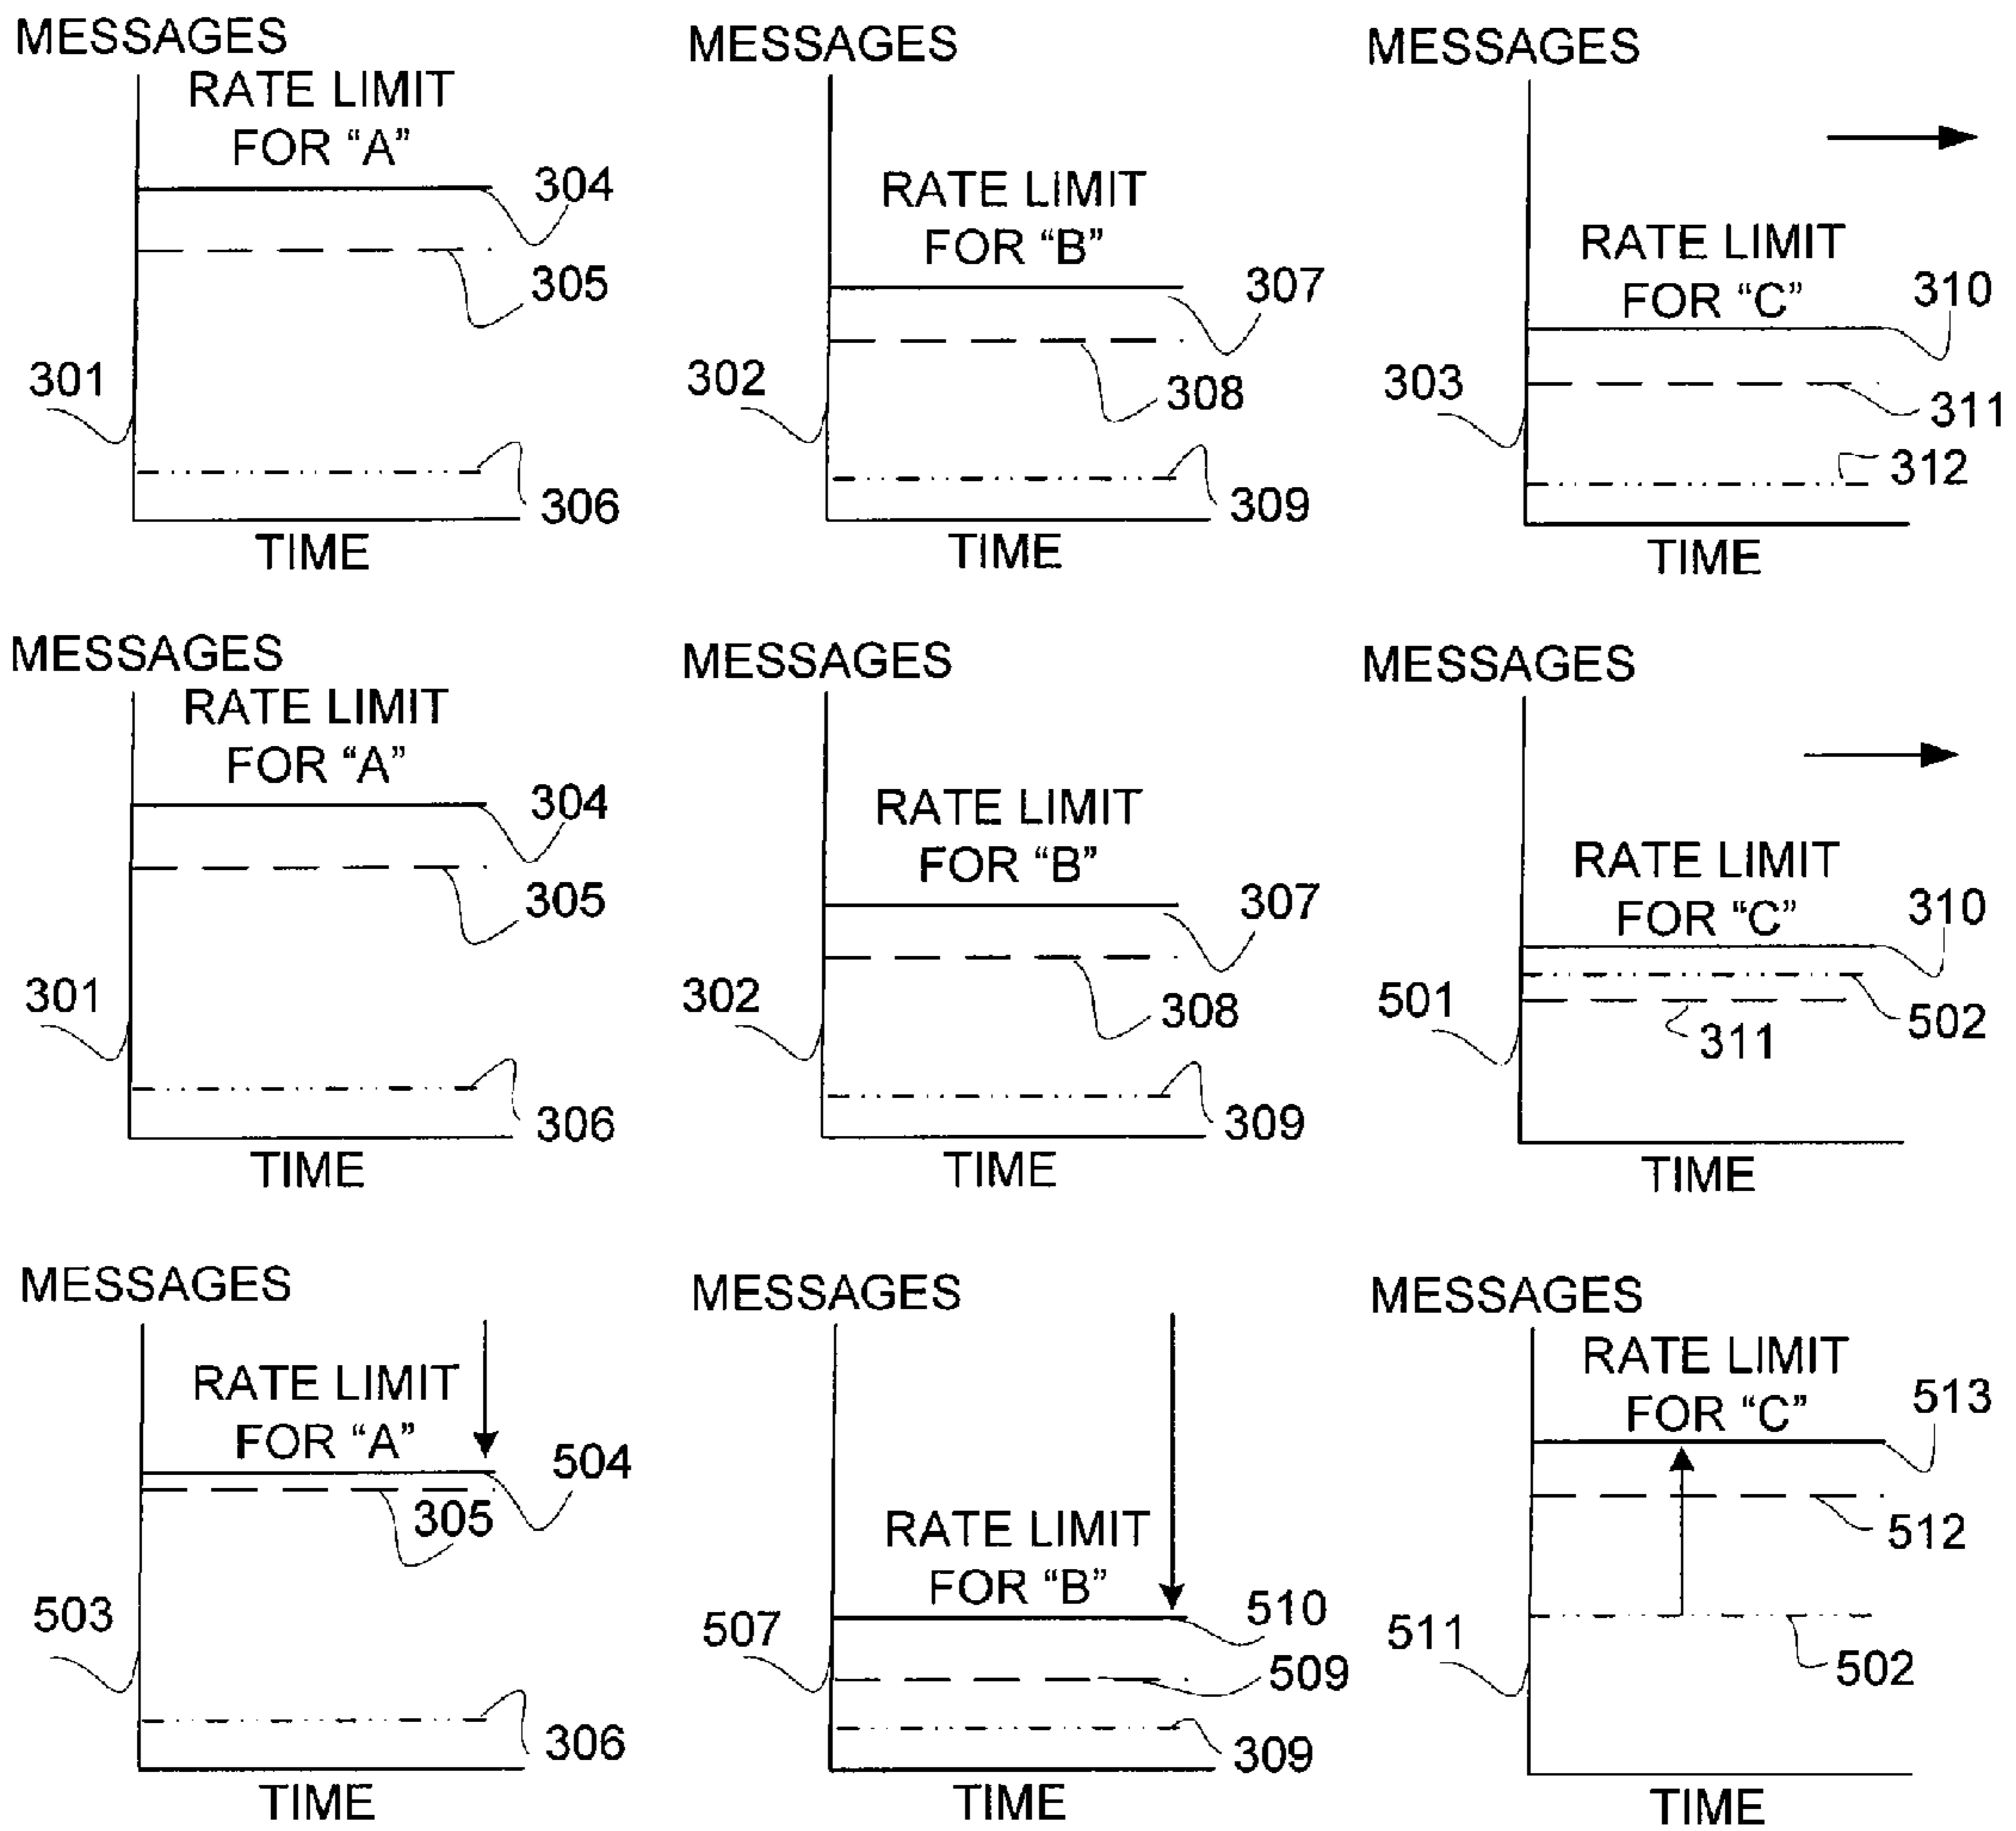 MESSAGES
RATE LIMIT
FOR “A”
304
305
301
306
TIME
MESSAGES
RATE LIMIT
FOR “B”
307
302
308
309
TIME
MESSAGES
RATE LIMIT
FOR “C”
310
303
311
312
TIME
MESSAGES
RATE LIMIT
FOR “A”
304
305
301
306
TIME
MESSAGES
RATE LIMIT
FOR “B”
307
302
308
309
TIME
MESSAGES
RATE LIMIT
FOR “C”
310
501
502
311
TIME
MESSAGES
RATE LIMIT
FOR “A”
504
305
503
306
TIME
MESSAGES
RATE LIMIT
FOR “B”
510
507
509
309
TIME
MESSAGES
RATE LIMIT
FOR “C”
513
512
511
502
TIME